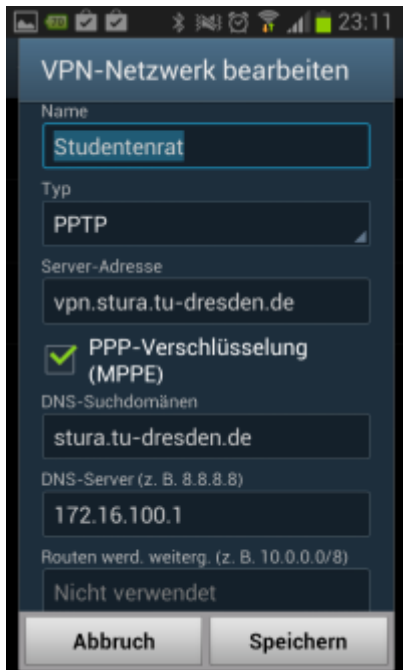 23:11
VPN-Netzwerk bearbeiten
Name
Studentenrat
Typ
PPTP
Server-Adresse
vpn.stura.tu-dresden.de
PPP-Verschlüsselung
(MPPE)
DNS-Suchdomänen
stura.tu-dresden.de
DNS-Server (z. B. 8.8.8.8)
172.16.100.1
Routen werd. weiterg. (z. B. 10.0.0.0/8)
Nicht verwendet
Abbruch Speichern